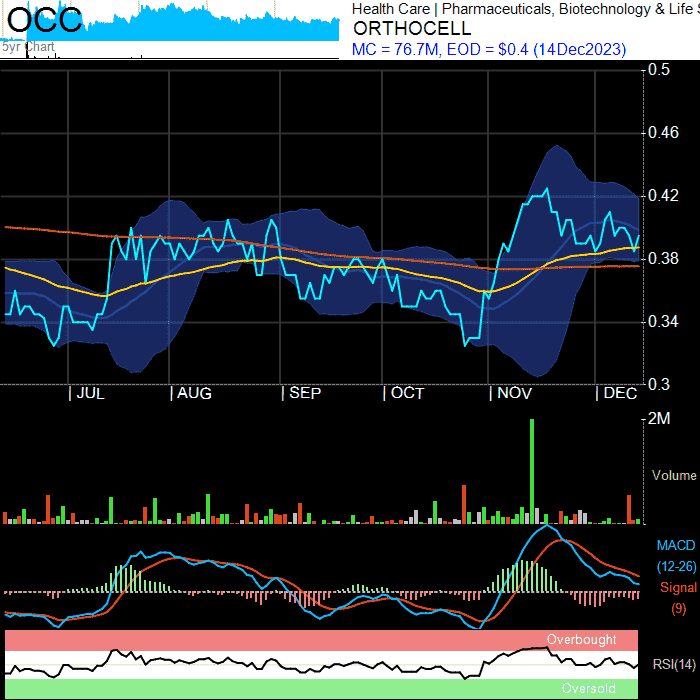 OCC
5yr Chart
Health Care | Pharmaceuticals, Biotechnology & Life S
ORTHOCELL
MC = 76.7M, EOD = $0.4 (14Dec2023)
0.5
0.46
0.42
0.38
0.34
0.3
JUL
AUG
SEP
OCT
NOV
DEC
2M
Volume
MACD
(12-26)
Signal
(9)
Overbought
RSI(14)
Oversold